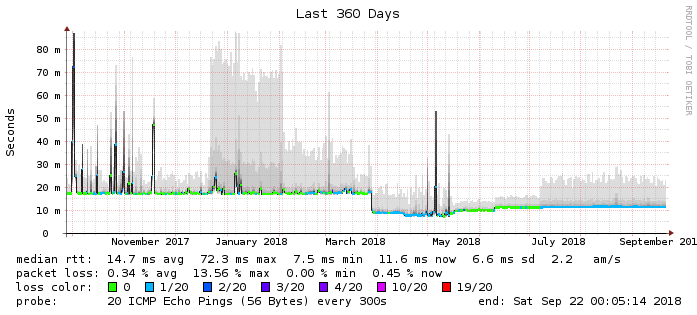 Last 360 Days
RRDTOOL / TOBI OETIKER
Seconds
80 m
70 m
60 m
50 m
40 m
30 m
20 m
10 m
0
November 2017 January 2018 March 2018 May 2018 July 2018 September 201
median rtt: 14.7 ms avg 72.3 ms max 7.5 ms min 11.6 ms now 6.6 ms sd 2.2 am/s
packet loss: 0.34 % avg 13.56 % max 0.00 % min 0.45 % now
loss color: 0 1/20 2/20 3/20 4/20 10/20 19/20
probe: 20 ICMP Echo Pings (56 Bytes) every 300s end: Sat Sep 22 00:05:14 2018